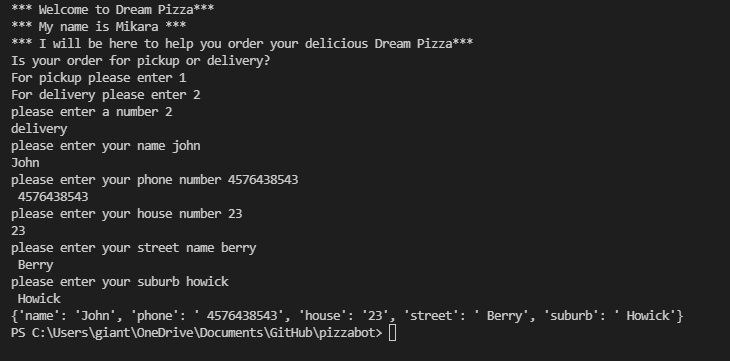 *** Welcome to Dream Pizza***
*** My name is Mikara ***
*** I will be here to help you order your delicious Dream Pizza***
Is your order for pickup or delivery?
For pickup please enter 1
For delivery please enter 2
please enter a number 2
delivery
please enter your name john
John
please enter your phone number 4576438543
 4576438543
please enter your house number 23
23
please enter your street name berry
 Berry
please enter your suburb howick
 Howick
{'name': 'John', 'phone': ' 4576438543', 'house': '23', 'street': ' Berry', 'suburb': ' Howick'}
PS C:\Users\giant\OneDrive\Documents\GitHub\pizzabot>